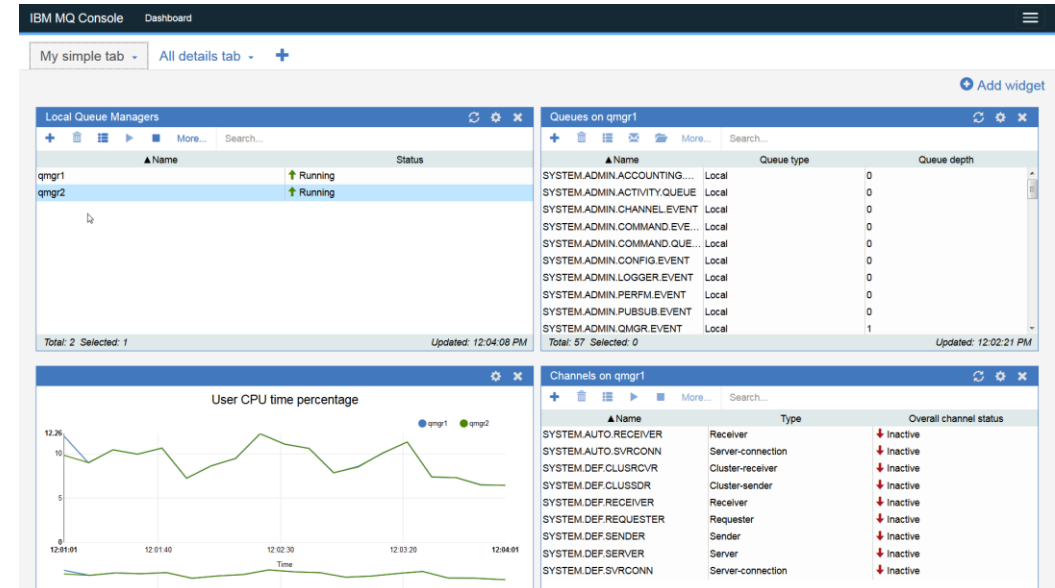 IBM MQ Console Dashboard
My simple tab All details tab
Add widget
Local Queue Managers
More... Search...
Name Status
qmgr1 Running
qmgr2 Running
Total: 2 Selected: 1 Updated: 12:04:08 PM
Queues on qmgr1
More... Search...
Name Queue type Queue depth
SYSTEM.ADMIN.ACCOUNTING.... Local 0
SYSTEM.ADMIN.ACTIVITY.QUEUE Local 0
SYSTEM.ADMIN.CHANNEL.EVENT Local 0
SYSTEM.ADMIN.COMMAND.EVE... Local 0
SYSTEM.ADMIN.COMMAND.QUE... Local 0
SYSTEM.ADMIN.CONFIG.EVENT Local 0
SYSTEM.ADMIN.LOGGER.EVENT Local 0
SYSTEM.ADMIN.PERFM.EVENT Local 0
SYSTEM.ADMIN.PUBSUB.EVENT Local 0
SYSTEM.ADMIN.QMGR.EVENT Local 1
Total: 57 Selected: 0 Updated: 12:02:21 PM
User CPU time percentage
qmgr1 qmgr2
12.26
10
5
0
12:01:01 12:01:40 12:02:30 12:03:20 12:04:01
Time
Channels on qmgr1
More... Search...
Name Type Overall channel status
SYSTEM.AUTO.RECEIVER Receiver Inactive
SYSTEM.AUTO.SVRCONN Server-connection Inactive
SYSTEM.DEF.CLUSRCVR Cluster-receiver Inactive
SYSTEM.DEF.CLUSSDR Cluster-sender Inactive
SYSTEM.DEF.RECEIVER Receiver Inactive
SYSTEM.DEF.REQUESTER Requester Inactive
SYSTEM.DEF.SENDER Sender Inactive
SYSTEM.DEF.SERVER Server Inactive
SYSTEM.DEF.SVRCONN Server-connection Inactive